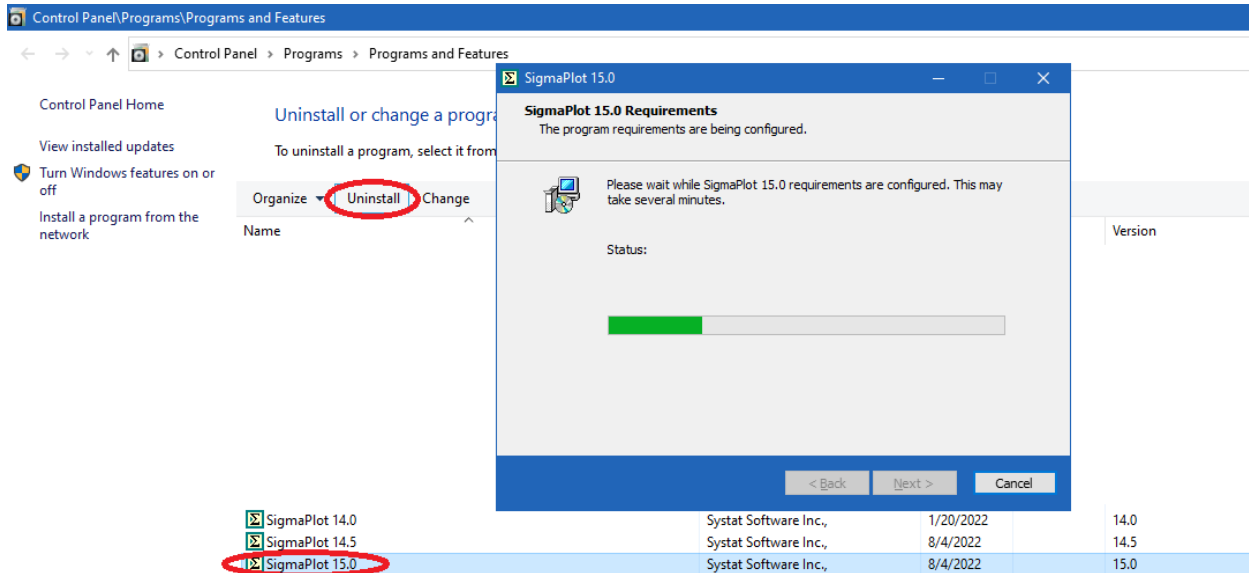 Control Panel\Programs\Programs and Features
Control Panel > Programs > Programs and Features
Control Panel Home
View installed updates
Turn Windows features on or
off
Install a program from the
network
Uninstall or change a progra
To uninstall a program, select it from
Organize Uninstall Change
Name Version
SigmaPlot 15.0
SigmaPlot 15.0 Requirements
The program requirements are being configured.
Please wait while SigmaPlot 15.0 requirements are configured. This may
take several minutes.
Status:
< Back Next > Cancel
SigmaPlot 14.0 Systat Software Inc., 1/20/2022 14.0
SigmaPlot 14.5 Systat Software Inc., 8/4/2022 14.5
SigmaPlot 15.0 Systat Software Inc., 8/4/2022 15.0